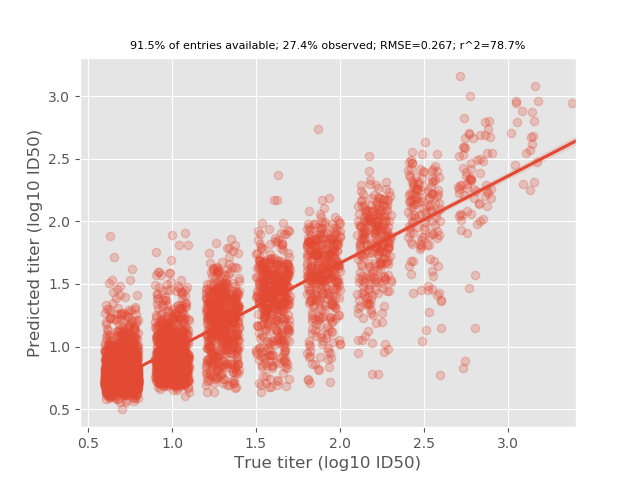 91.5% of entries available; 27.4% observed; RMSE=0.267; r^2=78.7%
3.0
2.5
2.0
1.5
1.0
0.5
Predicted titer (log10 ID50)
0.5 1.0 1.5 2.0 2.5 3.0
True titer (log10 ID50)